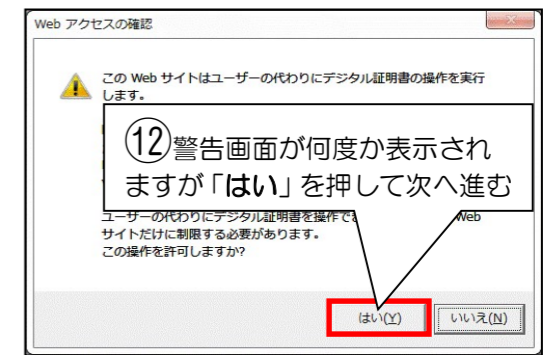 Web アクセスの確認
この Web サイトはユーザーの代わりにデジタル証明書の操作を実行
します。
⑫警告画面が何度か表示され
ますが「はい」を押して次へ進む
ユーザーの代わりにデジタル証明書を操作で
Web
サイトだけに制限する必要があります。
この操作を許可しますか?
はい(Y)
いいえ(N)